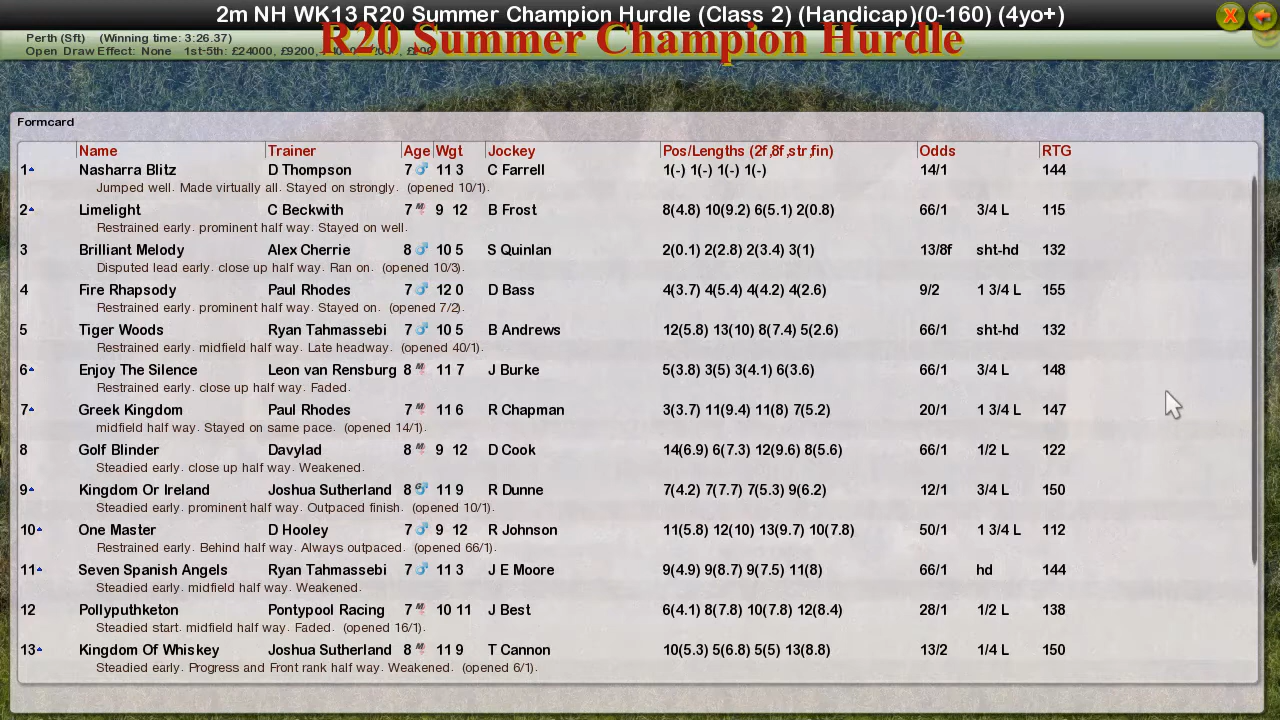 2m NH WK13 R20 Summer Champion Hurdle (Class 2) (Handicap)(0-160) (4yo+)
R20 Summer Champion Hurdle
Perth (Sft) (Winning time: 3:26.37)
Open Draw Effect: None 1st-5th: £24000, £9200,
Formcard
Name Trainer Age Wgt Jockey Pos/Lengths (2f,8f,str,fin) Odds RTG
1 Nasharra Blitz D Thompson 7 11 3 C Farrell 1(-) 1(-) 1(-) 1(-) 14/1 144
Jumped well. Made virtually all. Stayed on strongly. (opened 10/1).
2 Limelight C Beckwith 7 M 9 12 B Frost 8(4.8) 10(9.2) 6(5.1) 2(0.8) 66/1 3/4 L 115
Restrained early. prominent half way. Stayed on well.
3 Brilliant Melody Alex Cherrie 8 10 5 S Quinlan 2(0.1) 2(2.8) 2(3.4) 3(1) 13/8f sht-hd 132
Disputed lead early. close up half way. Ran on. (opened 10/3).
4 Fire Rhapsody Paul Rhodes 7 12 0 D Bass 4(3.7) 4(5.4) 4(4.2) 4(2.6) 9/2 1 3/4 L 155
Restrained early. prominent half way. Stayed on. (opened 7/2).
5 Tiger Woods Ryan Tahmassebi 7 10 5 B Andrews 12(5.8) 13(10) 8(7.4) 5(2.6) 66/1 sht-hd 132
Restrained early. midfield half way. Late headway. (opened 40/1).
6 Enjoy The Silence Leon van Rensburg 8 M 11 7 J Burke 5(3.8) 3(5) 3(4.1) 6(3.6) 66/1 3/4 L 148
Restrained early. close up half way. Faded.
7 Greek Kingdom Paul Rhodes 7 M 11 6 R Chapman 3(3.7) 11(9.4) 11(8) 7(5.2) 20/1 1 3/4 L 147
midfield half way. Stayed on same pace. (opened 14/1).
8 Golf Blinder Davylad 8 M 9 12 D Cook 14(6.9) 6(7.3) 12(9.6) 8(5.6) 66/1 1/2 L 122
Steadied early. close up half way. Weakened.
9 Kingdom Or Ireland Joshua Sutherland 8 G 11 9 R Dunne 7(4.2) 7(7.7) 7(5.3) 9(6.2) 12/1 3/4 L 150
Steadied early. prominent half way. Outpaced finish. (opened 10/1).
10 One Master D Hooley 7 9 12 R Johnson 11(5.8) 12(10) 13(9.7) 10(7.8) 50/1 1 3/4 L 112
Restrained early. Behind half way. Always outpaced. (opened 66/1).
11 Seven Spanish Angels Ryan Tahmassebi 7 11 3 J E Moore 9(4.9) 9(8.7) 9(7.5) 11(8) 66/1 hd 144
Steadied early. midfield half way. Weakened.
12 Pollyputhketon Pontypool Racing 7 M 10 11 J Best 6(4.1) 8(7.8) 10(7.8) 12(8.4) 28/1 1/2 L 138
Steadied start. midfield half way. Faded. (opened 16/1).
13 Kingdom Of Whiskey Joshua Sutherland 8 M 11 9 T Cannon 10(5.3) 5(6.8) 5(5) 13(8.8) 13/2 1/4 L 150
Steadied early. Progress and Front rank half way. Weakened. (opened 6/1).